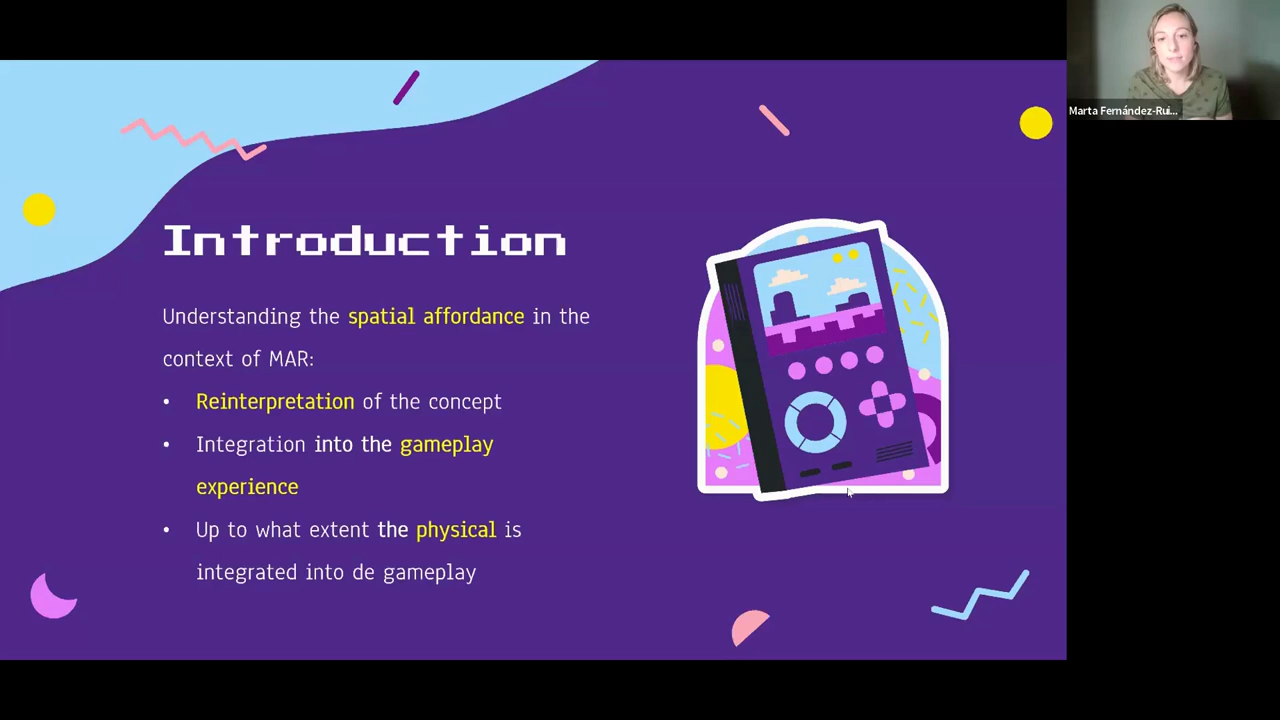 Marta Fernández-Rui...
Introduction
Understanding the spatial affordance in the
context of MAR:
• Reinterpretation of the concept
• Integration into the gameplay
experience
• Up to what extent the physical is
integrated into de gameplay